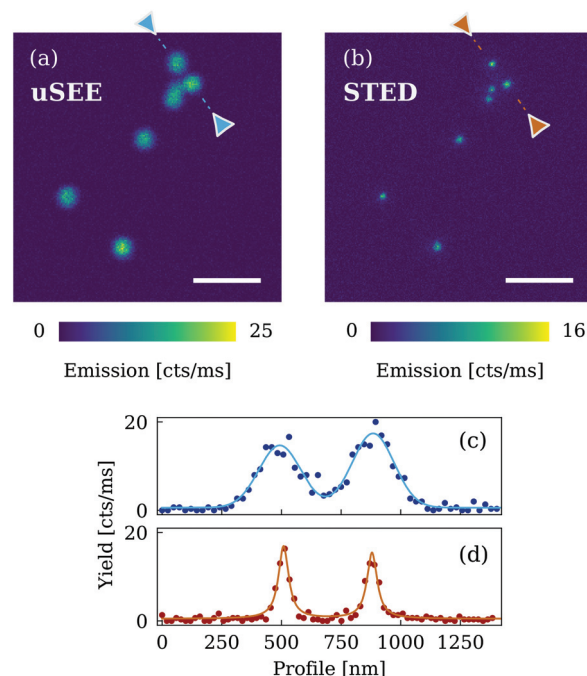 (a)
uSEE
(b)
STED
0 25
Emission [cts/ms]
0 16
Emission [cts/ms]
20
(c)
0
20
(d)
0
Yield [cts/ms]
0 250 500 750 1000 1250
Profile [nm]